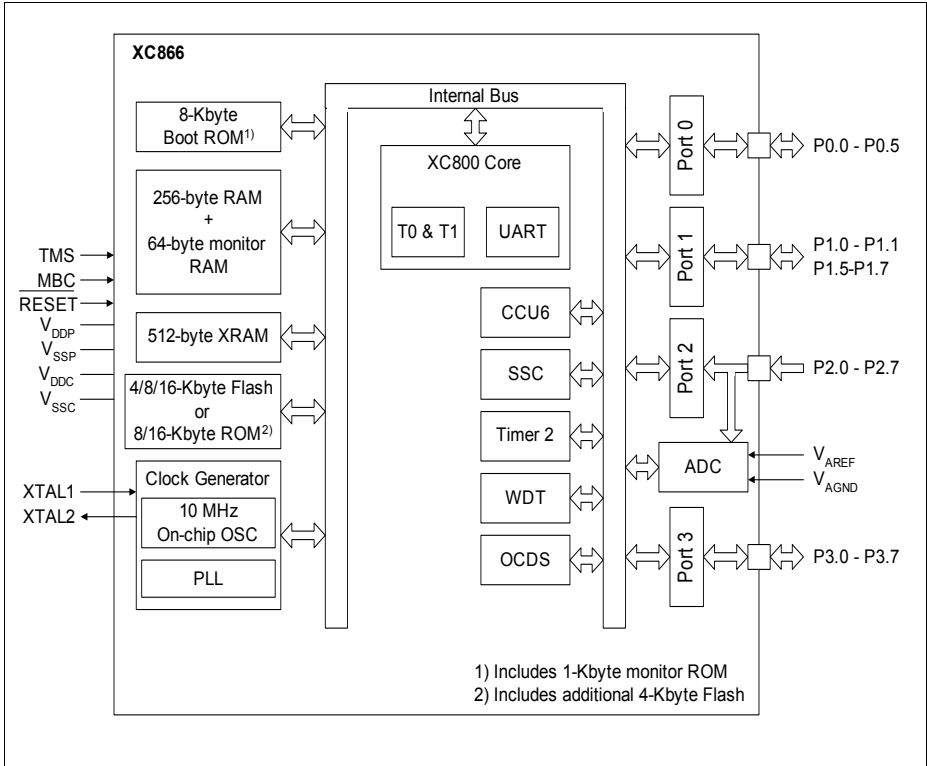 XC866
Internal Bus
8-Kbyte
Boot ROM1)
256-byte RAM
+
64-byte monitor
RAM
512-byte XRAM
4/8/16-Kbyte Flash
or
8/16-Kbyte ROM2)
Clock Generator
10 MHz
On-chip OSC
PLL
TMS
MBC
RESET
VDDP
VSSP
VDDC
VSSC
XTAL1
XTAL2
XC800 Core
T0 & T1
UART
CCU6
SSC
Timer 2
WDT
OCDS
Port 0
Port 1
Port 2
ADC
Port 3
P0.0 - P0.5
P1.0 - P1.1
P1.5-P1.7
P2.0 - P2.7
VAREF
VAGND
P3.0 - P3.7
1) Includes 1-Kbyte monitor ROM
2) Includes additional 4-Kbyte Flash